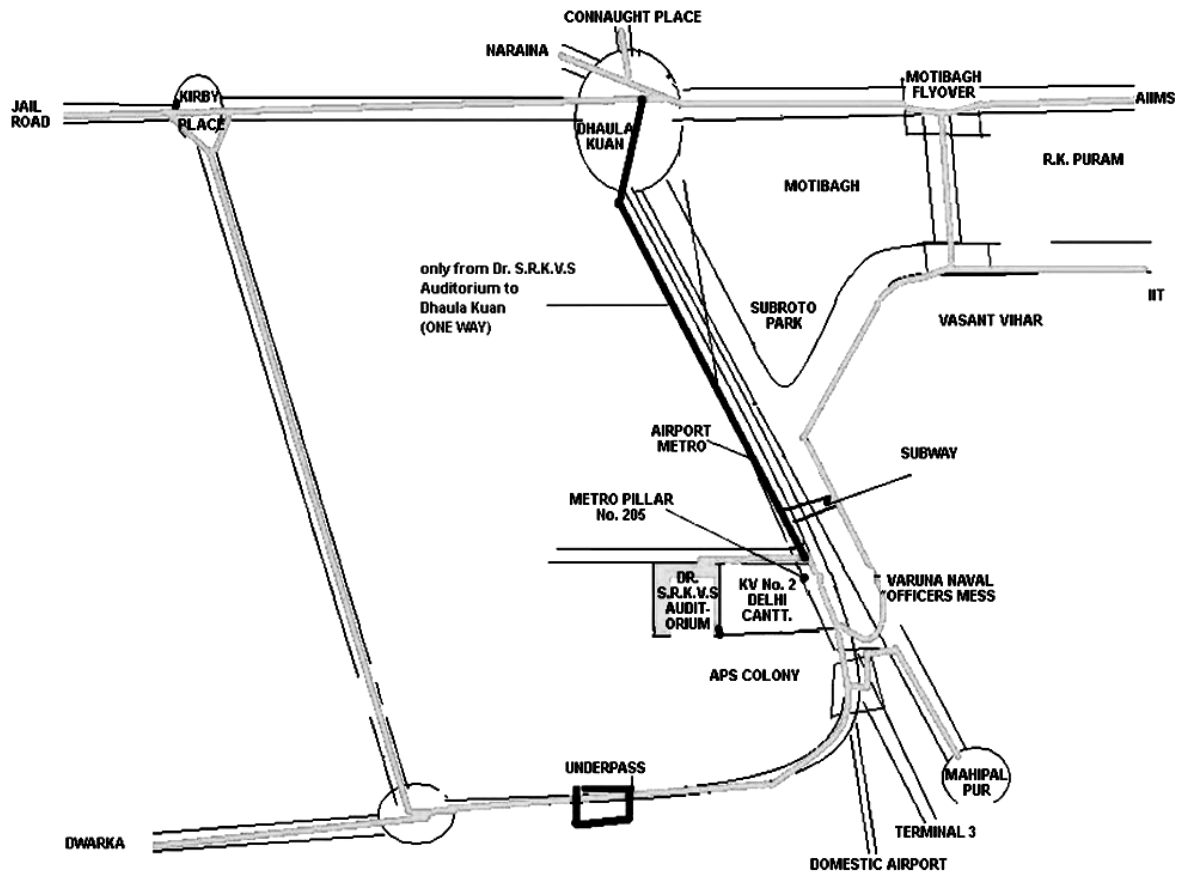 CONNAUGHT PLACE
NARAINA
MOTIBAGH
FLYOVER
KIRBY
PLACE
JAIL
ROAD
AIIMS
DHAULA
KUAN
R.K. PURAM
MOTIBAGH
only from Dr. S.R.K.V.S
Auditorium to
Dhaula Kuan
(ONE WAY)
IIT
SUBROTO
PARK
VASANT VIHAR
AIRPORT
METRO
SUBWAY
METRO PILLAR
No. 205
DR.
S.R.K.V.S
AUDIT-
ORIUM
KV No. 2
DELHI
CANTT.
VARUNA NAVAL
OFFICERS MESS
APS COLONY
UNDERPASS
MAHIPAL
PUR
TERMINAL 3
DWARKA
DOMESTIC AIRPORT